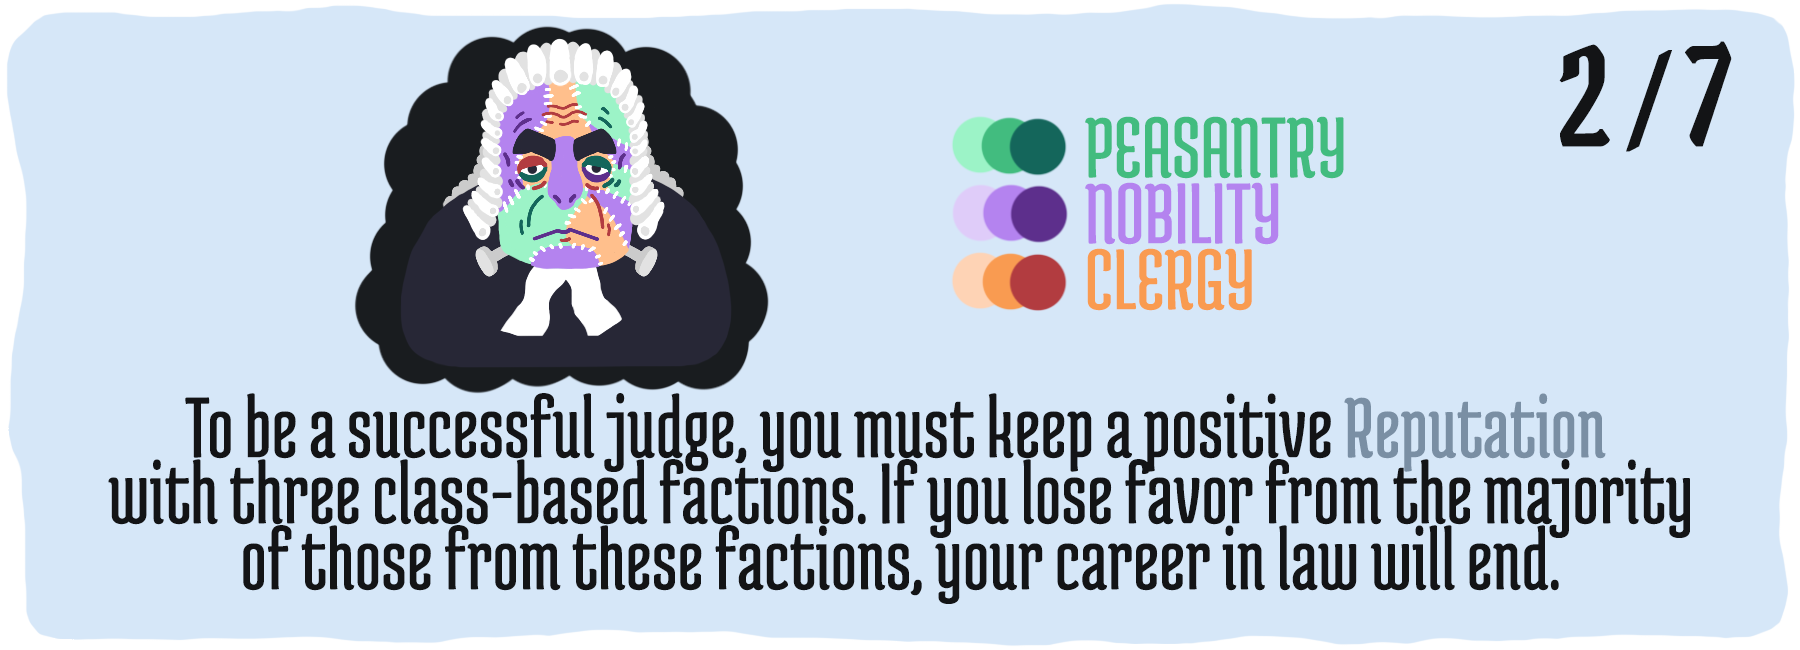 2/7
PEASANTRY
NOBILITY
CLERGY
To be a successful judge, you must keep a positive Reputation
with three class-based factions. If you lose favor from the majority
of those from these factions, your career in law will end.